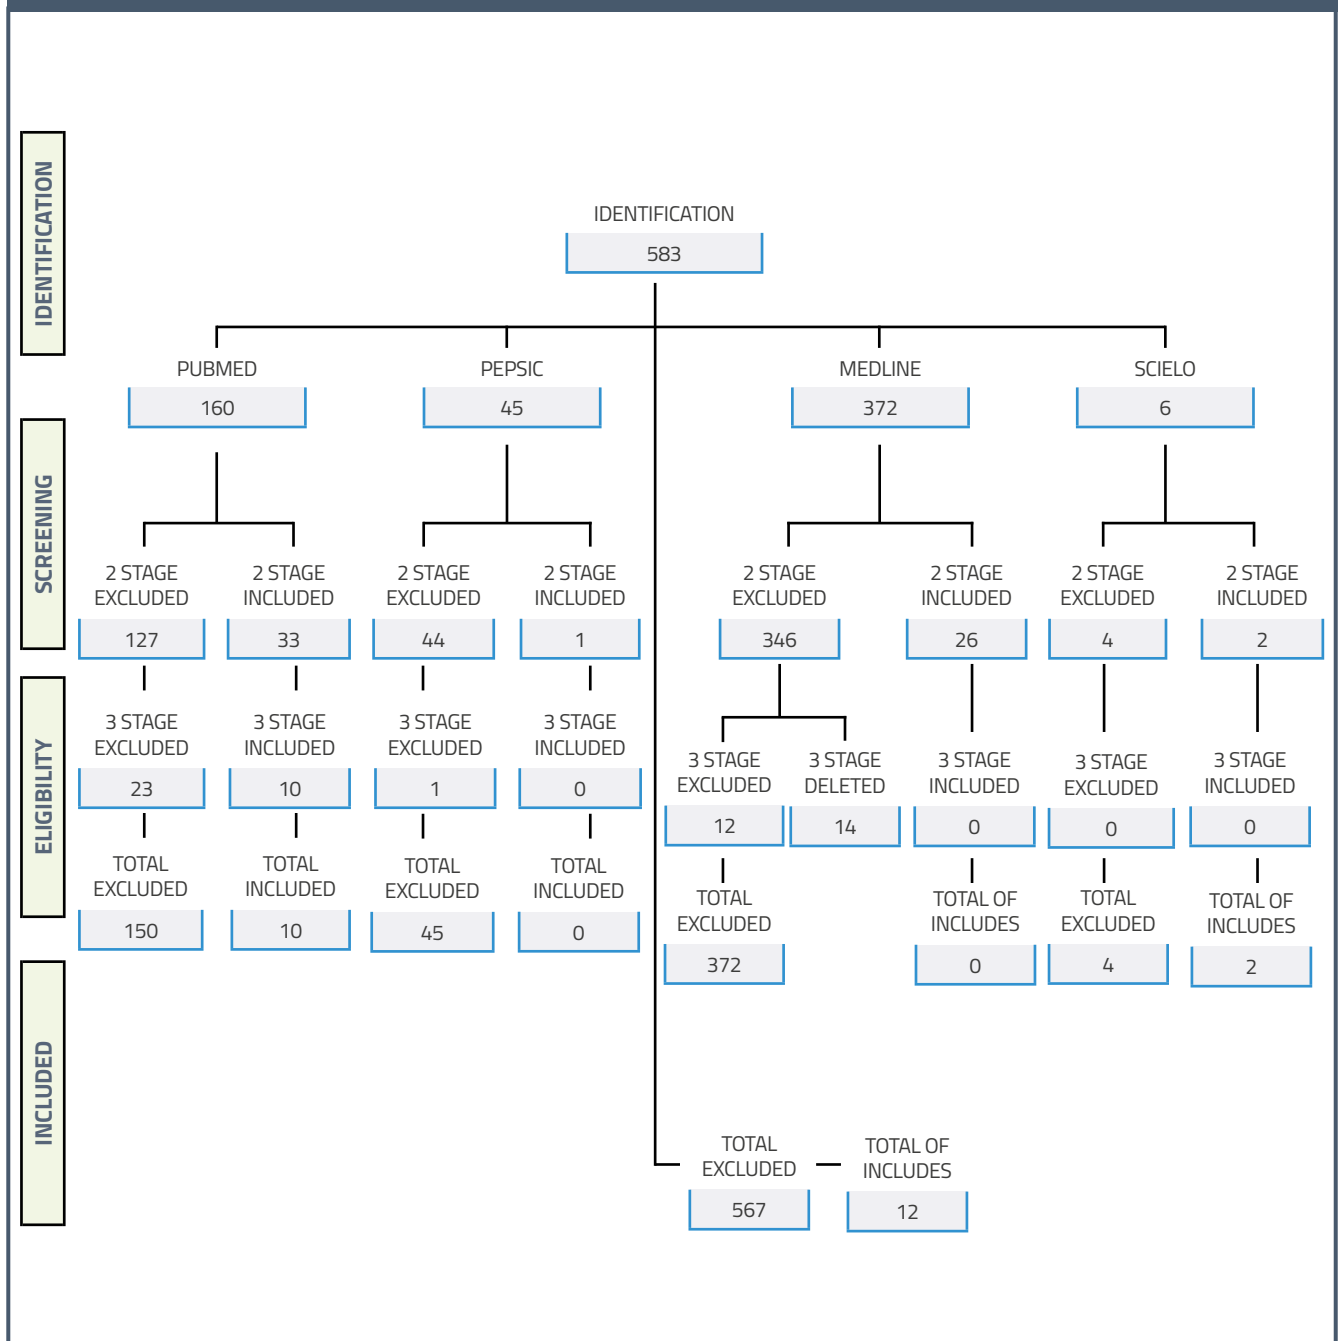 IDENTIFICATION
IDENTIFICATION
583
PUBMED
PEPSIC
MEDLINE
SCIELO
160
45
372
6
SCREENING
2 STAGE
EXCLUDED
127
2 STAGE
INCLUDED
33
2 STAGE
EXCLUDED
44
2 STAGE
INCLUDED
1
2 STAGE
EXCLUDED
346
2 STAGE
INCLUDED
26
2 STAGE
EXCLUDED
4
2 STAGE
INCLUDED
2
ELIGIBILITY
3 STAGE
EXCLUDED
23
3 STAGE
INCLUDED
10
3 STAGE
EXCLUDED
1
3 STAGE
INCLUDED
0
3 STAGE
EXCLUDED
12
3 STAGE
DELETED
14
3 STAGE
INCLUDED
0
3 STAGE
EXCLUDED
0
3 STAGE
INCLUDED
0
TOTAL
EXCLUDED
150
TOTAL
INCLUDED
10
TOTAL
EXCLUDED
45
TOTAL
INCLUDED
0
TOTAL
EXCLUDED
372
TOTAL OF
INCLUDES
0
TOTAL
EXCLUDED
4
TOTAL OF
INCLUDES
2
INCLUDED
TOTAL
EXCLUDED
567
TOTAL OF
INCLUDES
12